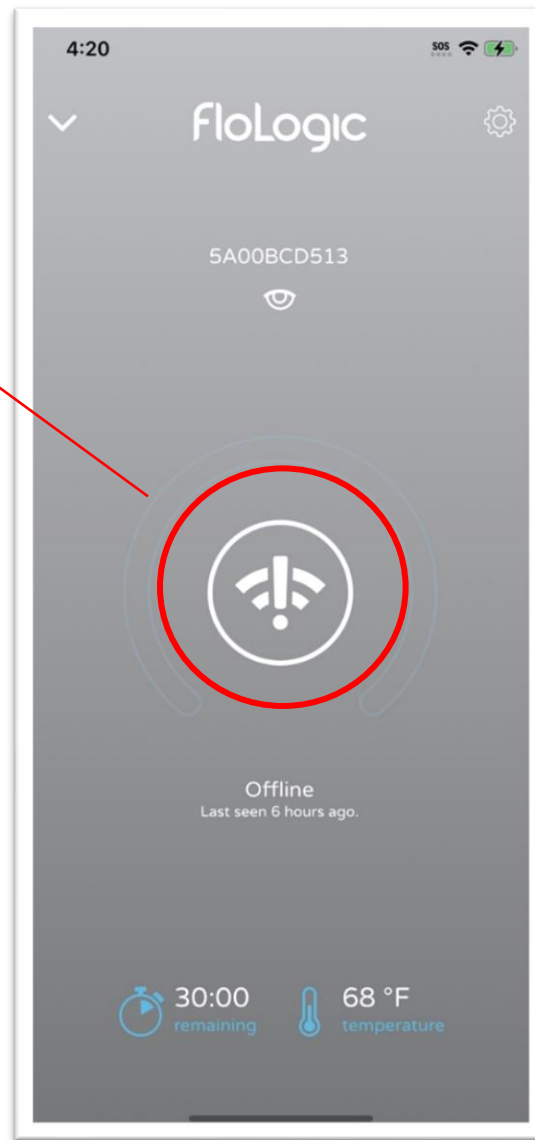 4:20
SOS
FloLogic
5A00BCD513
Offline
Last seen 6 hours ago.
30:00
remaining
68 °F
temperature